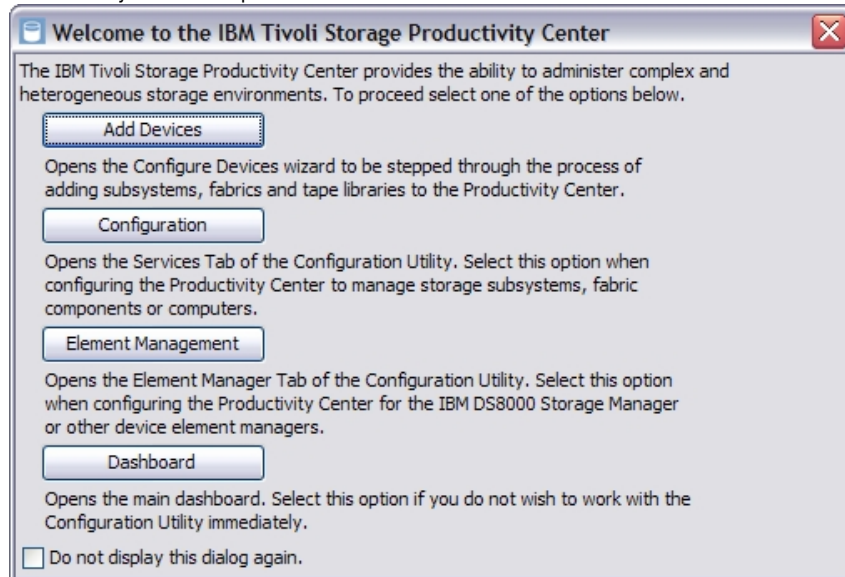 Welcome to the IBM Tivoli Storage Productivity Center
The IBM Tivoli Storage Productivity Center provides the ability to administer complex and
heterogeneous storage environments. To proceed select one of the options below.
Add Devices
Opens the Configure Devices wizard to be stepped through the process of
adding subsystems, fabrics and tape libraries to the Productivity Center.
Configuration
Opens the Services Tab of the Configuration Utility. Select this option when
configuring the Productivity Center to manage storage subsystems, fabric
components or computers.
Element Management
Opens the Element Manager Tab of the Configuration Utility. Select this option
when configuring the Productivity Center for the IBM DS8000 Storage Manager
or other device element managers.
Dashboard
Opens the main dashboard. Select this option if you do not wish to work with the
Configuration Utility immediately.
Do not display this dialog again.